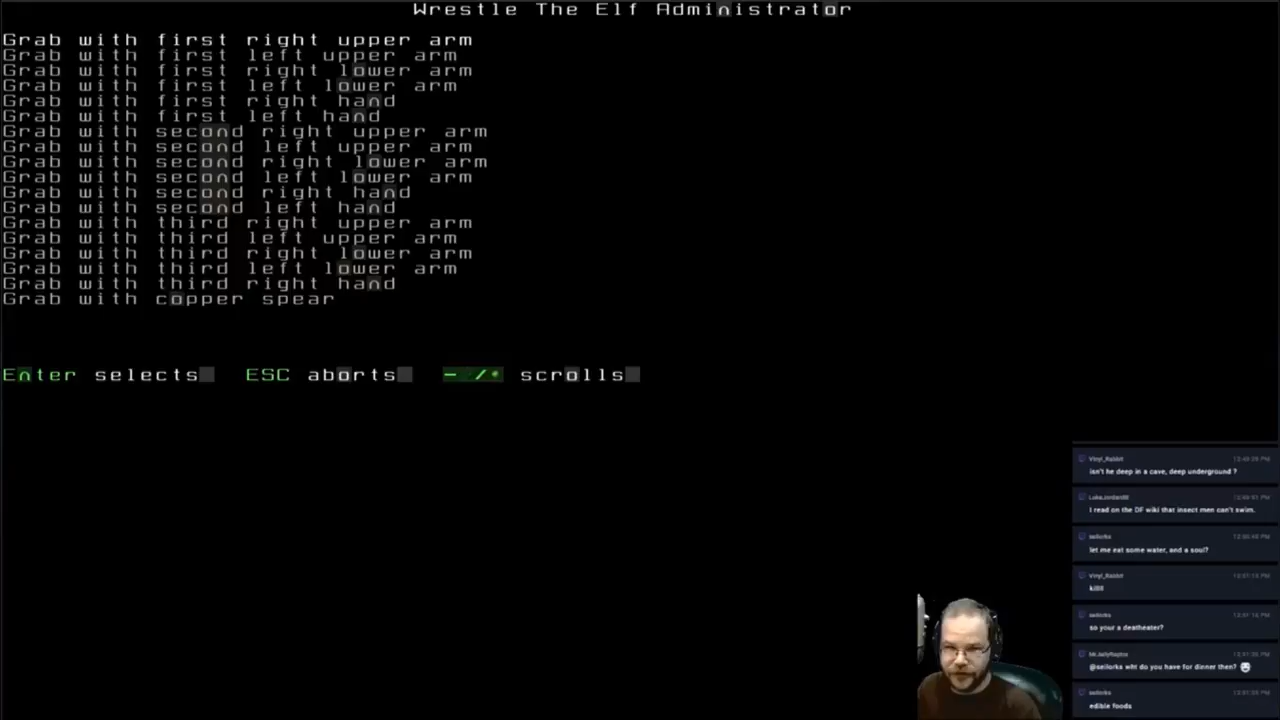 Wrestle The Elf Administrator
Grab with first right upper arm
Grab with first left upper arm
Grab with first right lower arm
Grab with first left lower arm
Grab with first right hand
Grab with first left hand
Grab with second right upper arm
Grab with second left upper arm
Grab with second right lower arm
Grab with second left lower arm
Grab with second right hand
Grab with second left hand
Grab with third right upper arm
Grab with third left upper arm
Grab with third right lower arm
Grab with third left lower arm
Grab with third right hand
Grab with copper spear
Enter selects ESC aborts -/* scrolls
Vinyl_Rabbit
isn't he deep in a cave, deep underground ?
I read on the DF wiki that insect men can't swim.
let me eat some water, and a soul?
Vinyl_Rabbit
so your a deatheater?
do you have for dinner then?
edible foods